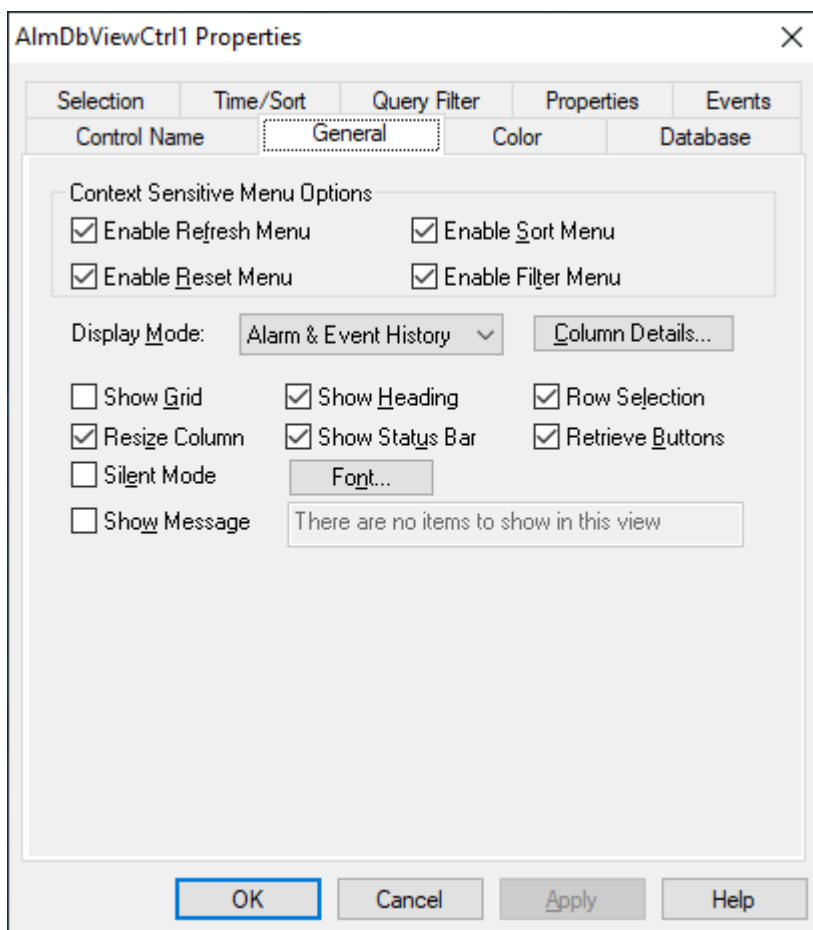 AlmDbViewCtrl1 Properties
Selection Time/Sort Query Filter Properties Events
Control Name General Color Database
Context Sensitive Menu Options
Enable Refresh Menu Enable Sort Menu
Enable Reset Menu Enable Filter Menu
Display Mode: Alarm & Event History Column Details...
Show Grid Show Heading Row Selection
Resize Column Show Status Bar Retrieve Buttons
Silent Mode Font...
Show Message There are no items to show in this view
OK Cancel Apply Help